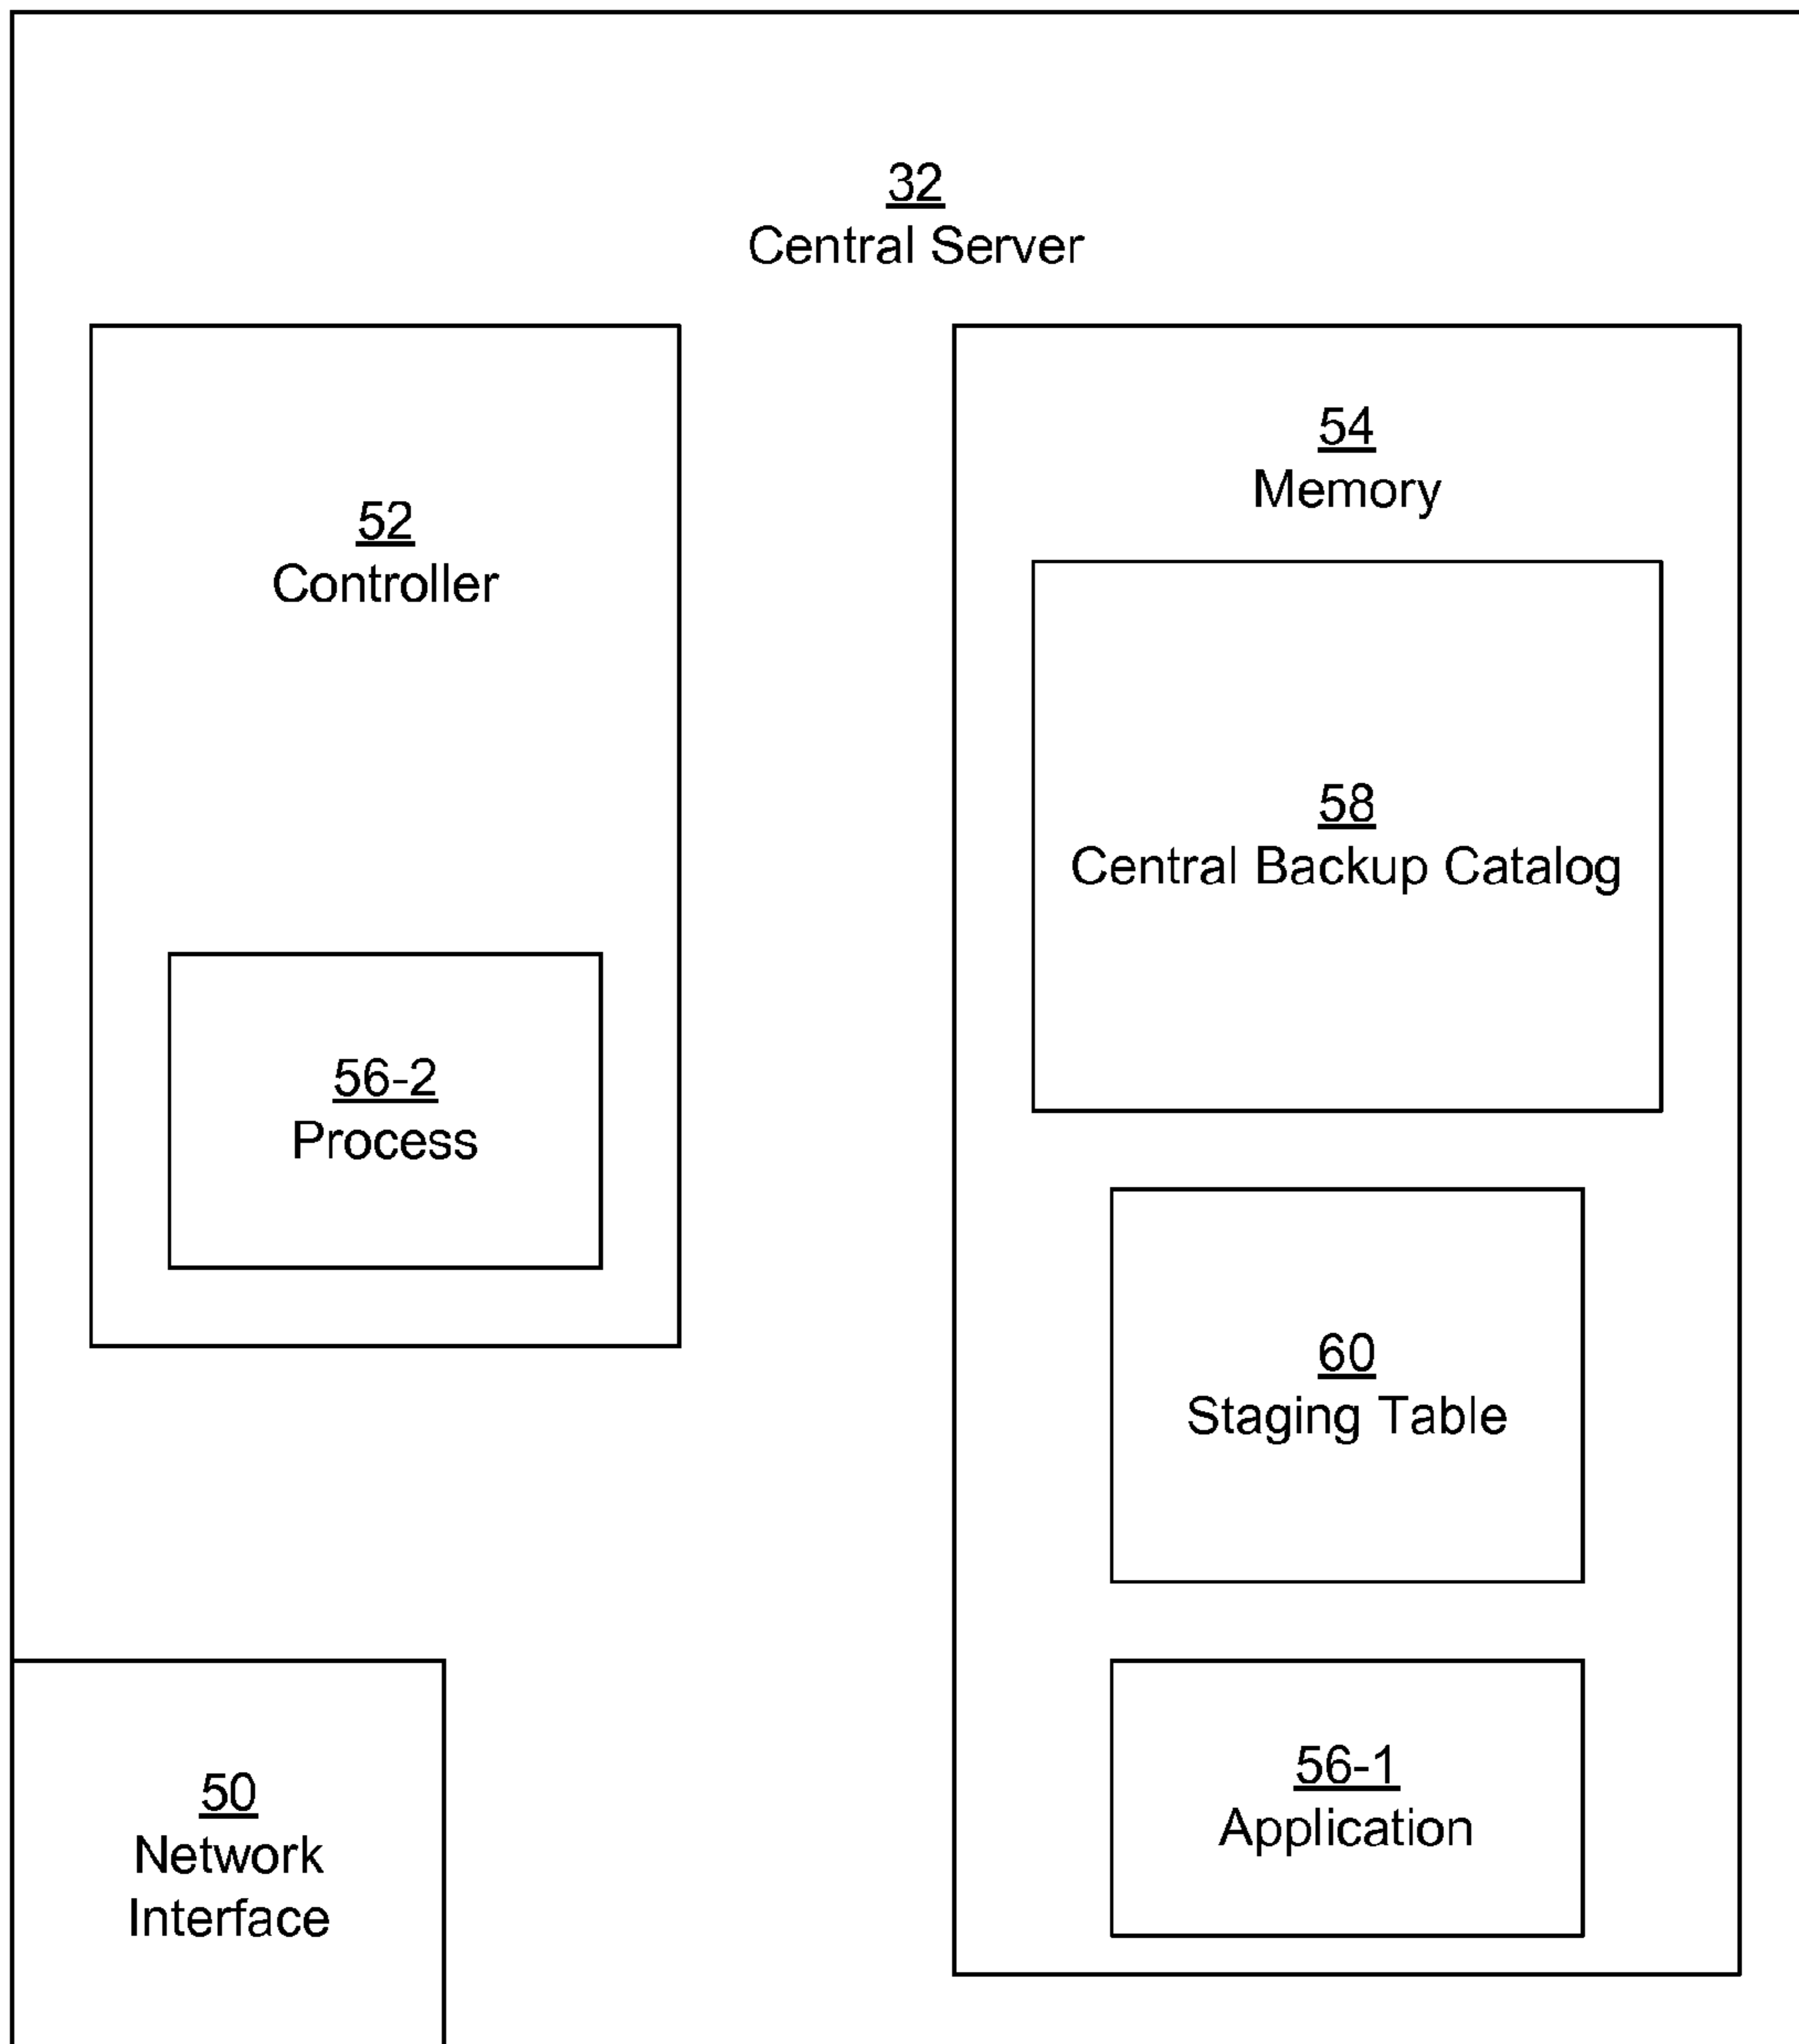 32
Central Server
52
Controller
56-2
Process
50
Network
Interface
54
Memory
58
Central Backup Catalog
60
Staging Table
56-1
Application